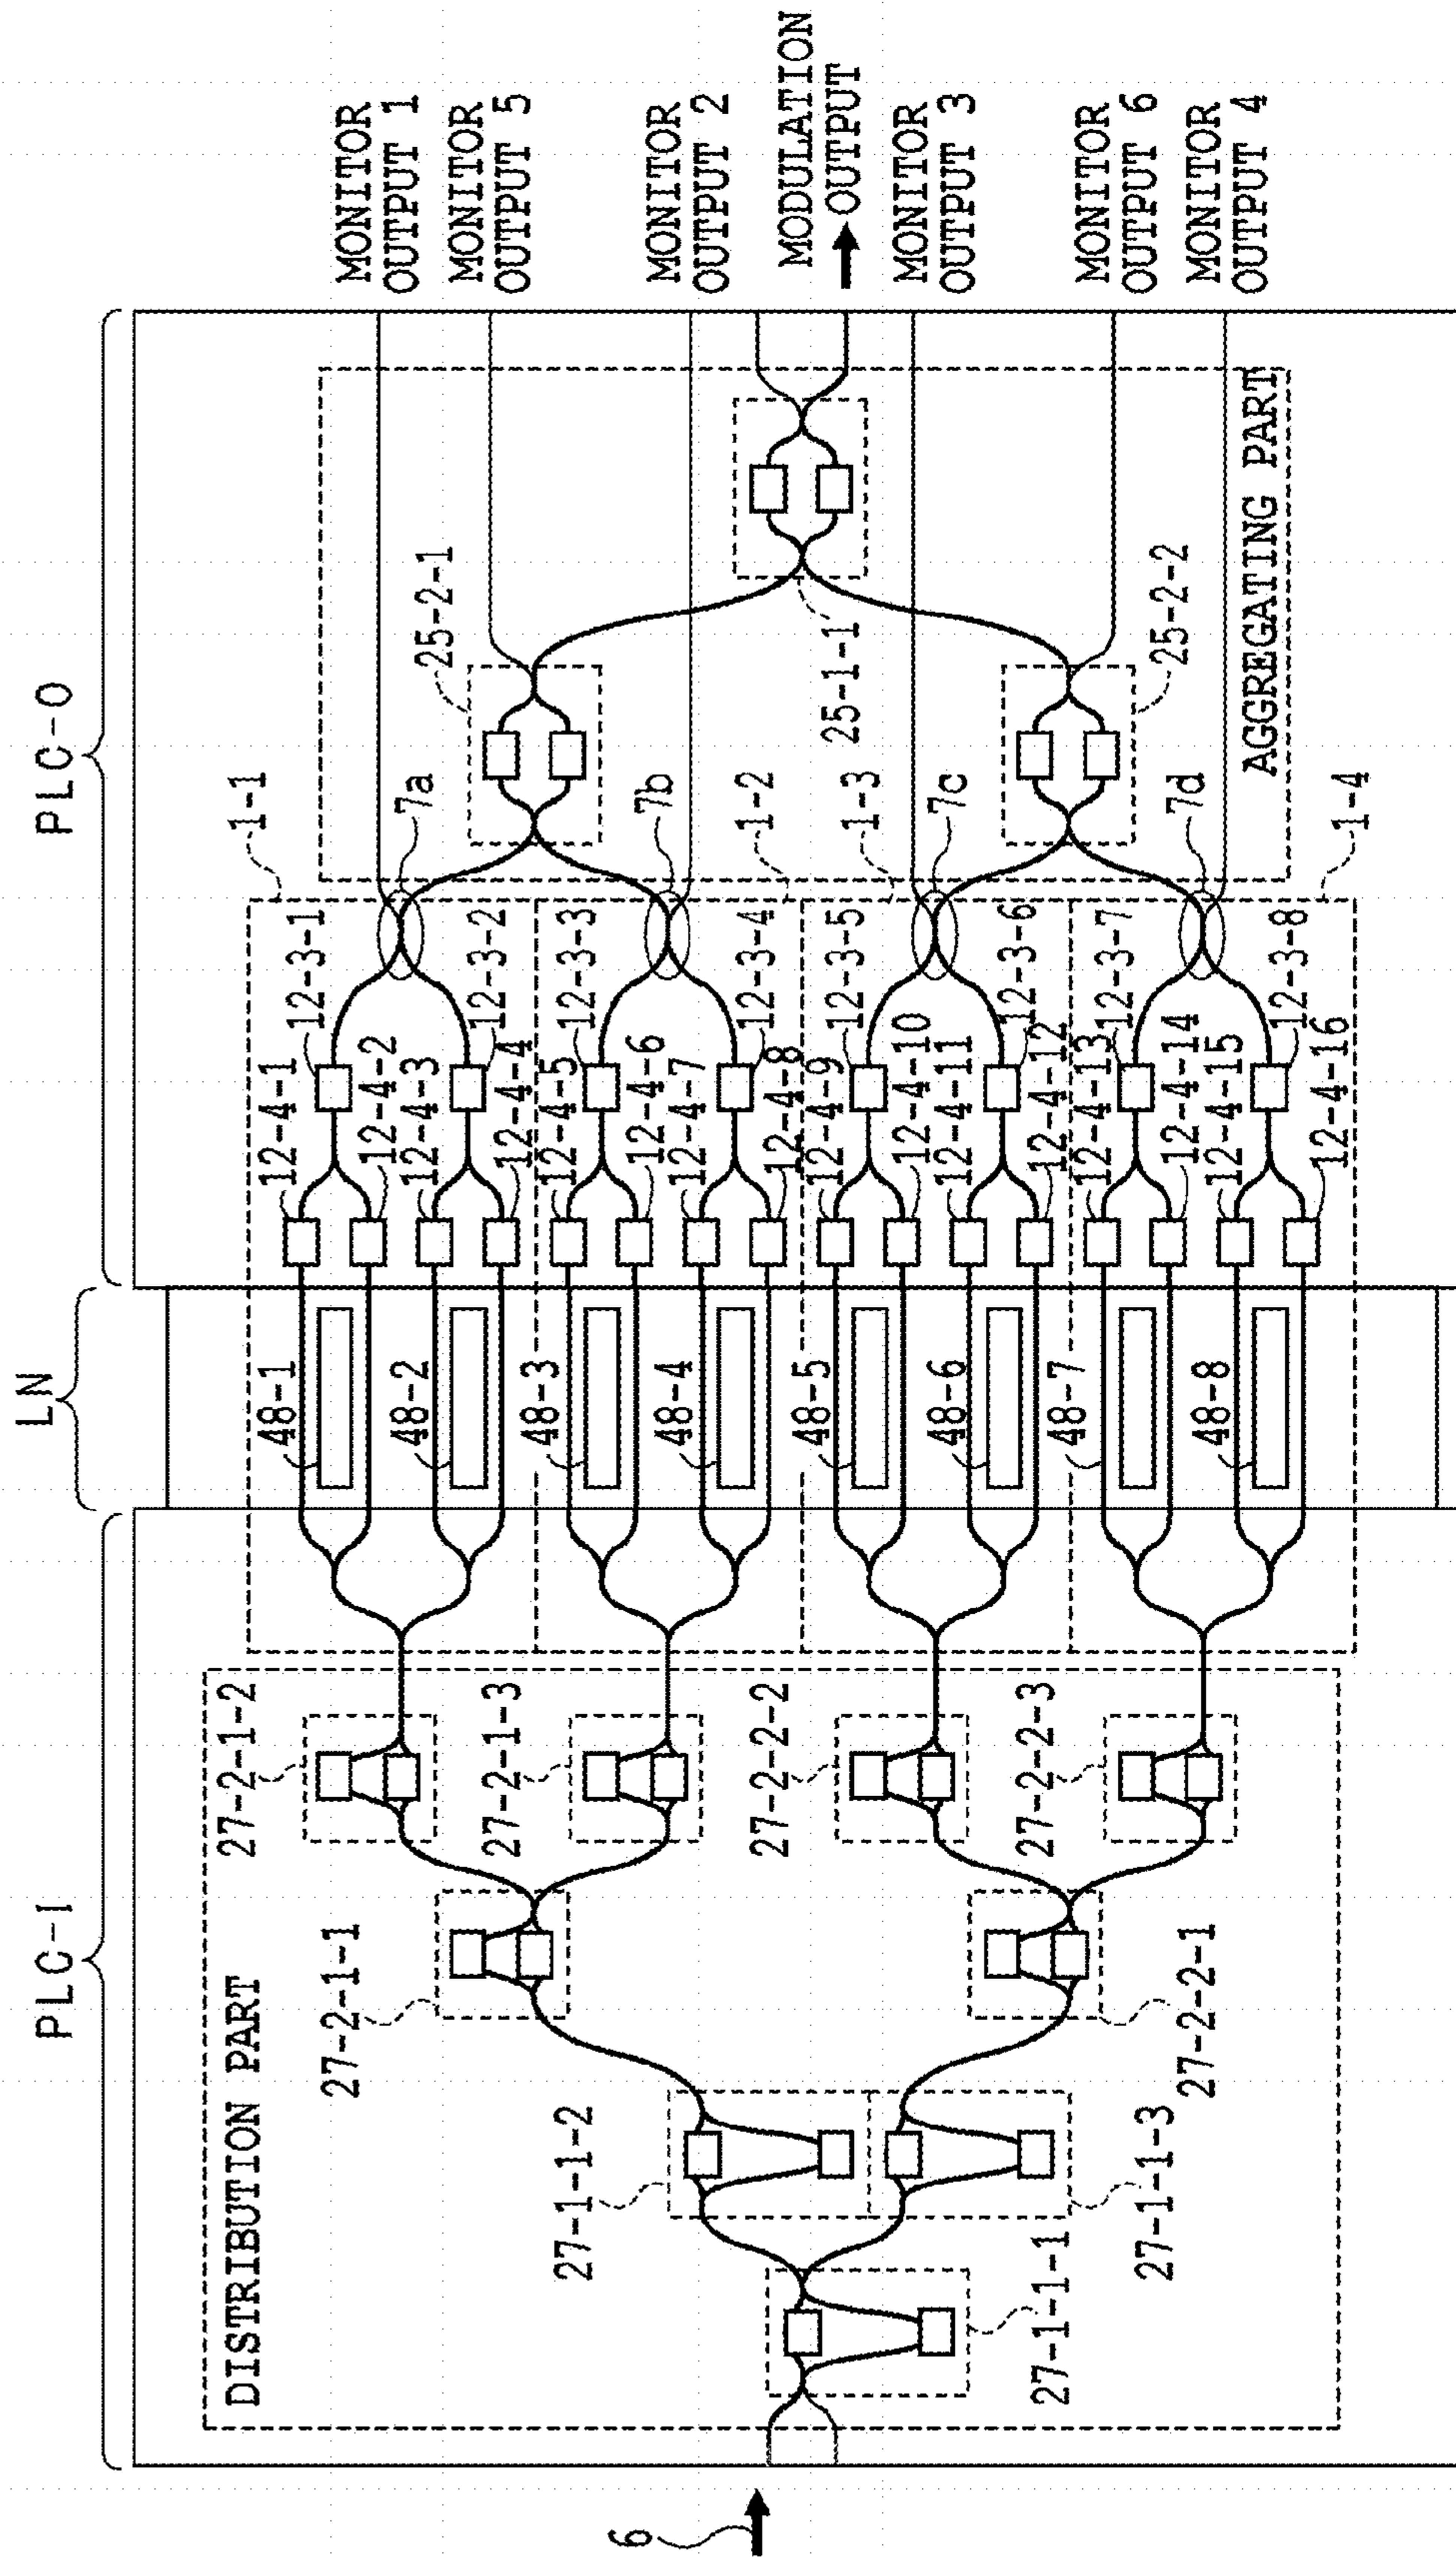 PLC-I
LN
PLC-O
DISTRIBUTION PART
6
27-1-1-1
27-1-1-2
27-1-1-3
27-2-1-1
27-2-2-1
27-2-1-2
27-2-1-3
27-2-2-2
27-2-2-3
48-1
48-2
48-3
48-4
48-5
48-6
48-7
48-8
12-4-1
12-4-2
12-4-3
12-4-4
12-4-5
12-4-6
12-4-7
12-4-8
12-4-9
12-4-10
12-4-11
12-4-12
12-4-13
12-4-14
12-4-15
12-4-16
12-3-1
12-3-2
12-3-3
12-3-4
12-3-5
12-3-6
12-3-7
12-3-8
1-1
7a
7b
1-2
1-3
7c
7d
1-4
25-2-1
25-1-1
25-2-2
AGGREGATING PART
MONITOR
OUTPUT 1
MONITOR
OUTPUT 5
MONITOR
OUTPUT 2
MODULATION
OUTPUT
MONITOR
OUTPUT 3
MONITOR
OUTPUT 6
MONITOR
OUTPUT 4